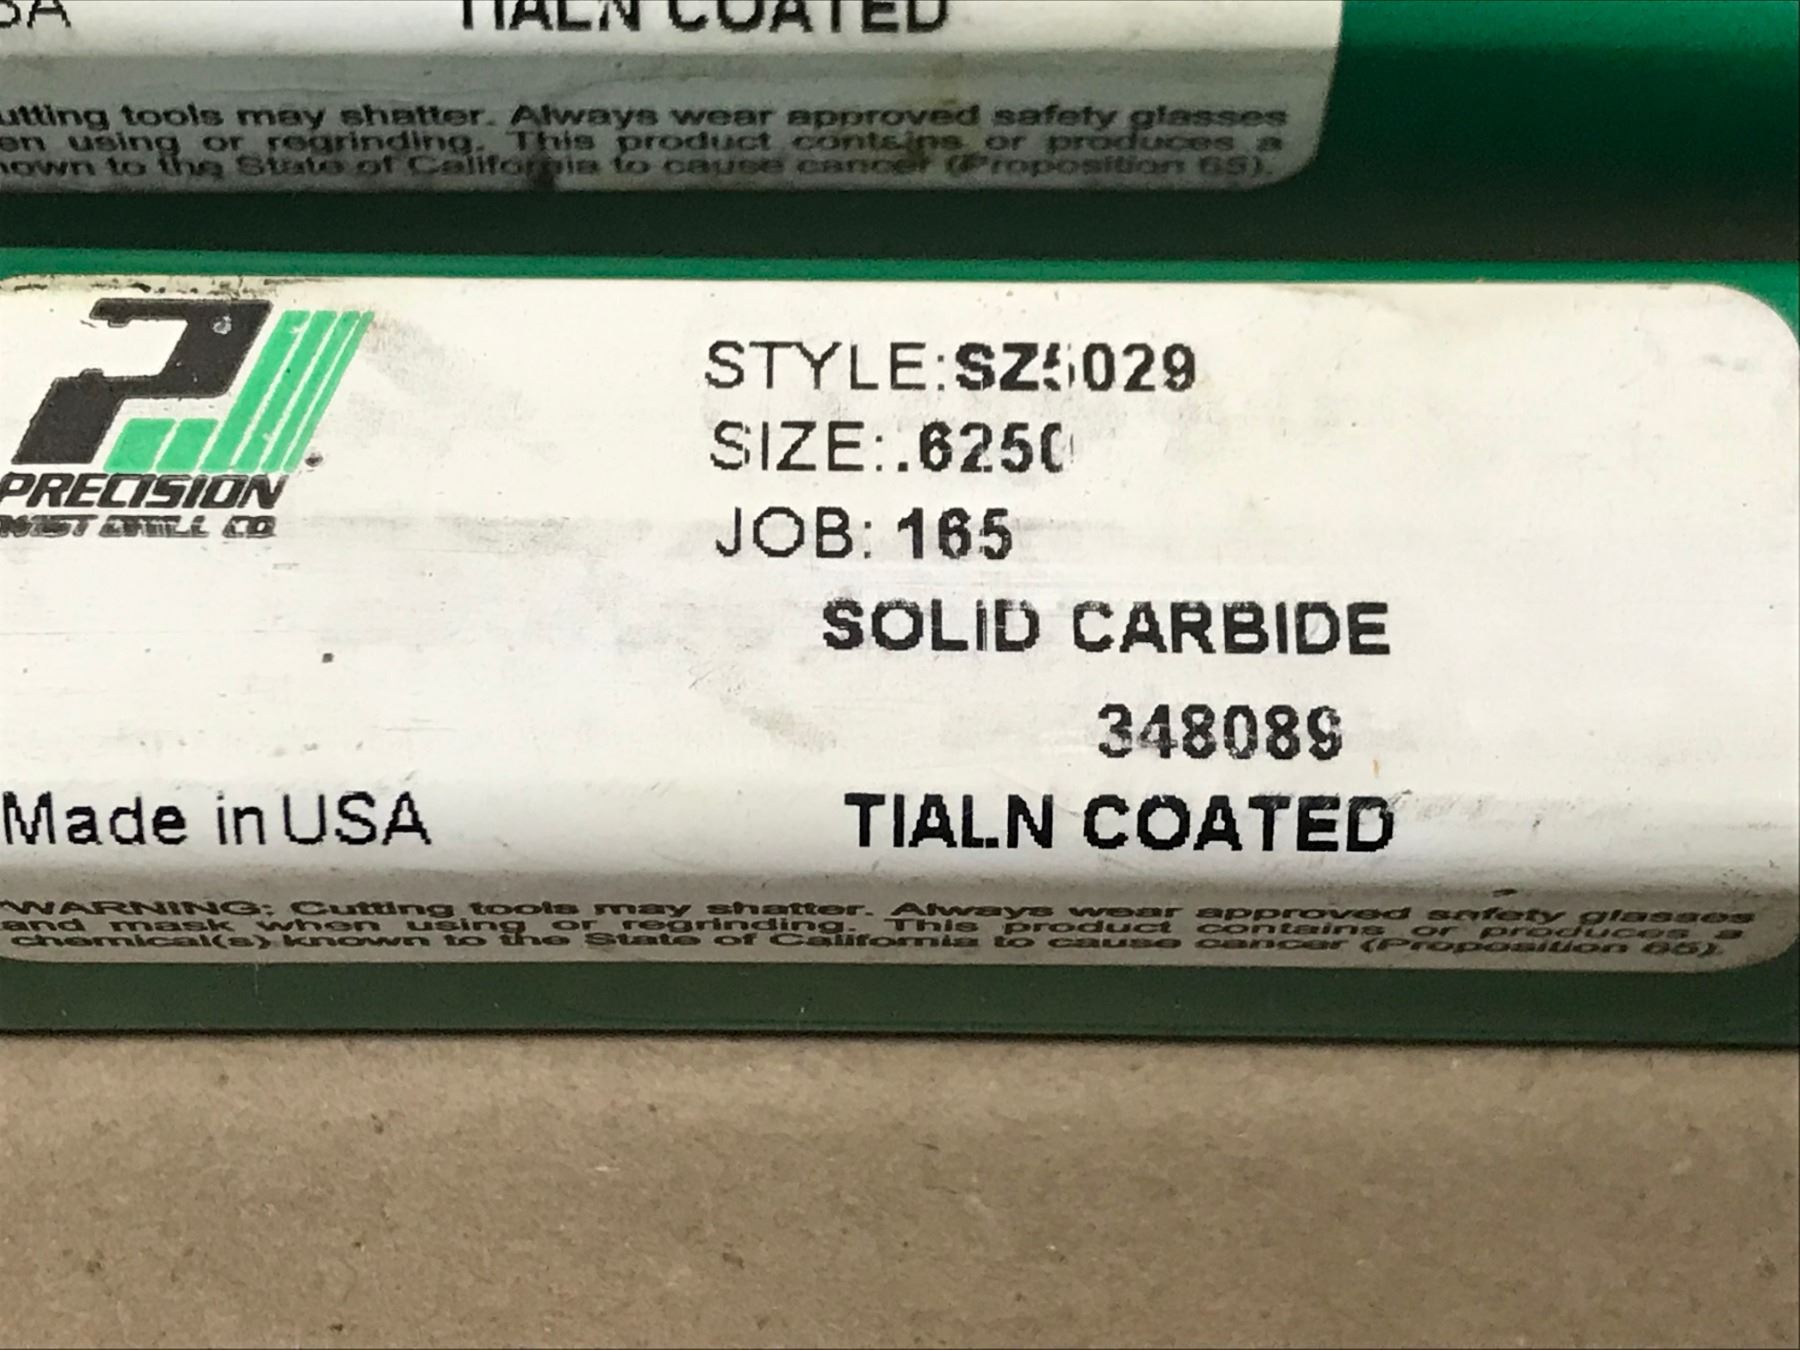 SA TIALN COATED
utting tools may shatter. Always wear approved safety glasses
en using or regrinding. This product contains or produces a
nown to the State of California to cause cancer (Proposition 65).
PRECISION
TWIST DRILL CO.
STYLE:SZ5029
SIZE:.6250
JOB: 165
SOLID CARBIDE
348089
Made in USA TIALN COATED
WARNING: Cutting tools may shatter. Always wear approved safety glasses
and mask when using or regrinding. This product contains or produces a
chemical(s) known to the State of California to cause cancer (Proposition 65).